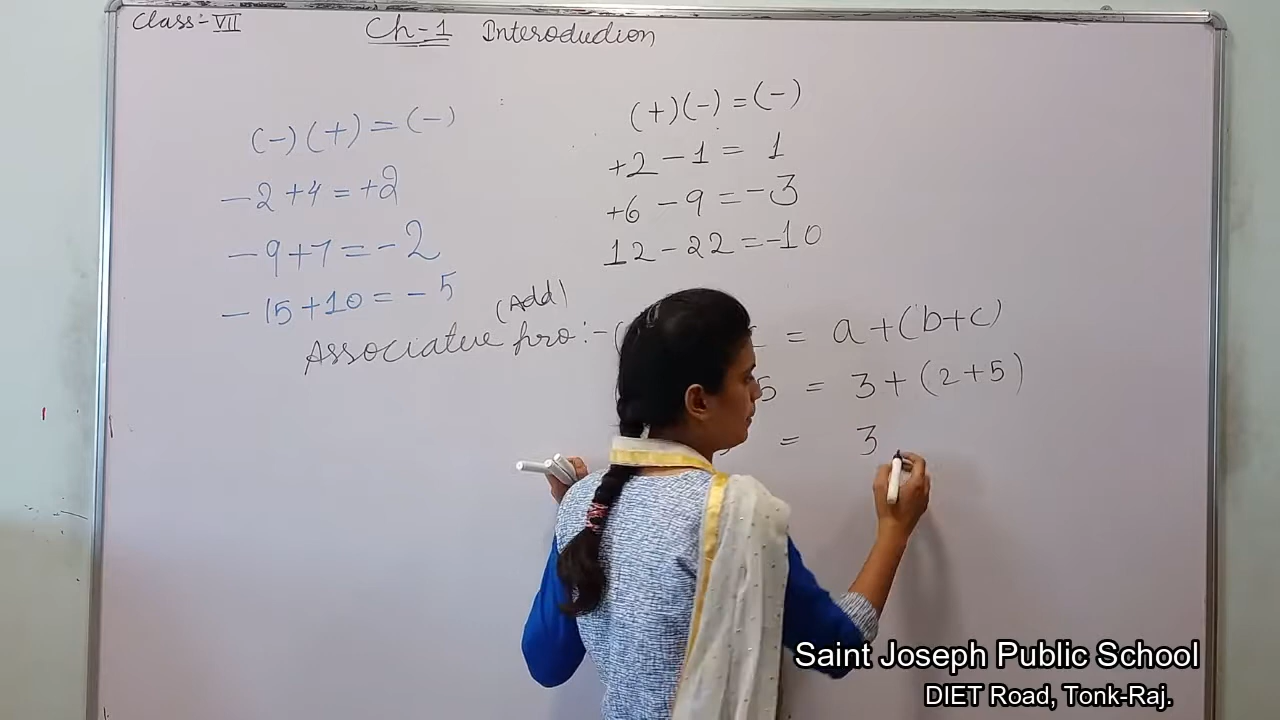 Class:- VII
Ch-1 Interodudion
(-)(+) = (-)
-2+4 = +2
-9+7 = -2
-15+10 = -5
(+)(-) = (-)
+2-1 = 1
+6-9 = -3
12-22 = -10
(Add)
Associative pro:- ( c = a+(b+c)
5 = 3+(2+5)
= 3
Saint Joseph Public School
DIET Road, Tonk-Raj.